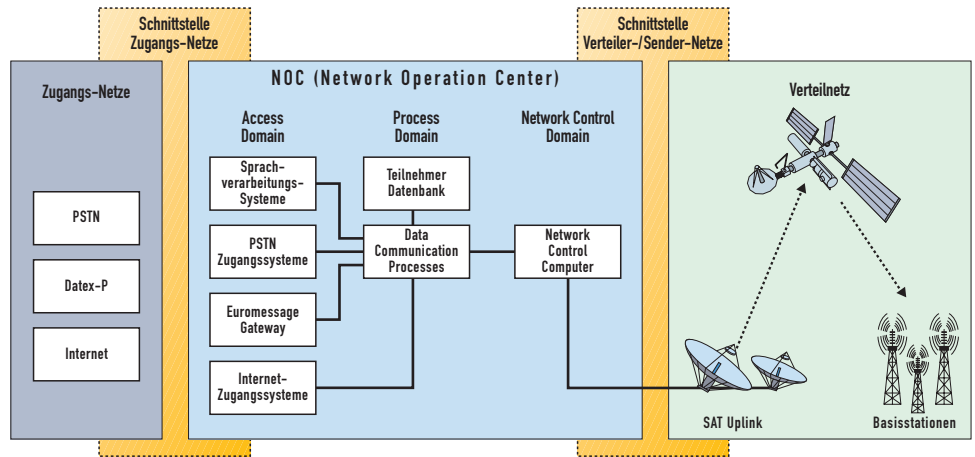 Schnittstelle
Zugangs-Netze
Schnittstelle
Verteiler-/Sender-Netze
Zugangs-Netze
PSTN
Datex-P
Internet
NOC (Network Operation Center)
Access
Domain
Process
Domain
Network Control
Domain
Sprach-
verarbeitungs-
Systeme
PSTN
Zugangssysteme
Euromessage
Gateway
Internet-
Zugangssysteme
Teilnehmer
Datenbank
Data
Communication
Processes
Network
Control
Computer
Verteilnetz
SAT Uplink
Basisstationen